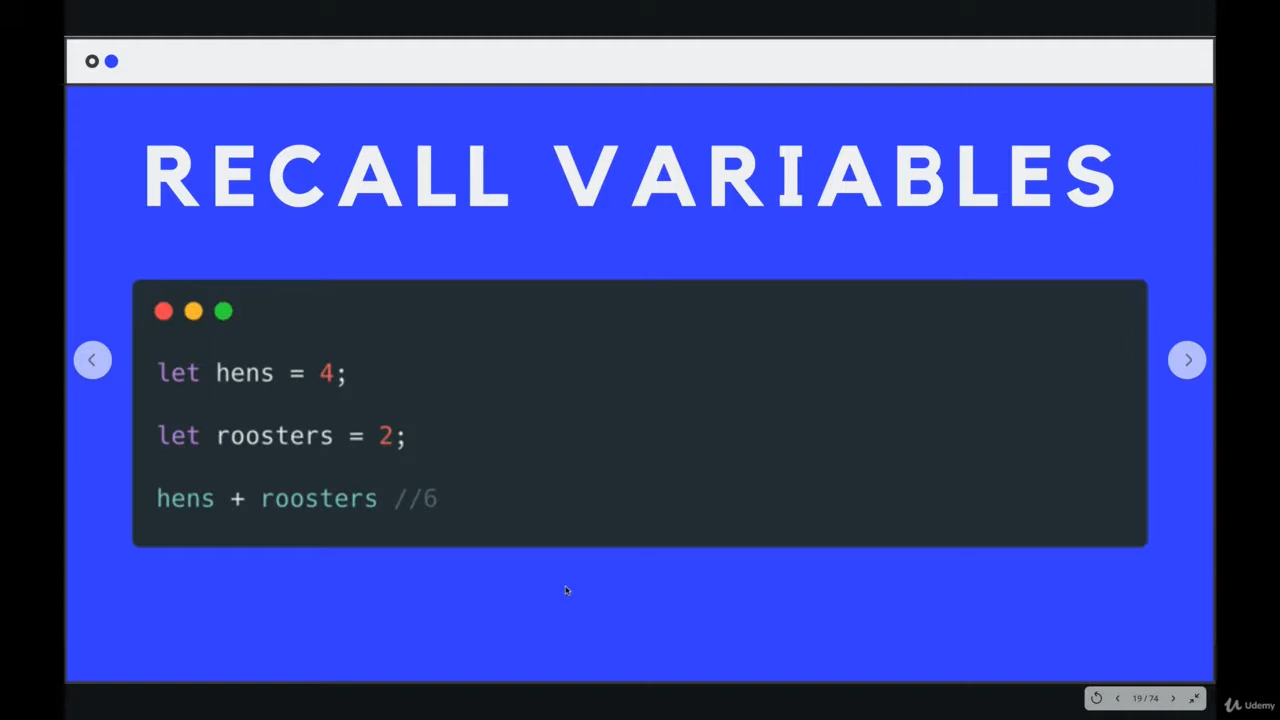 RECALL VARIABLES
let hens = 4;
let roosters = 2;
hens + roosters //6
19 / 74
Udemy